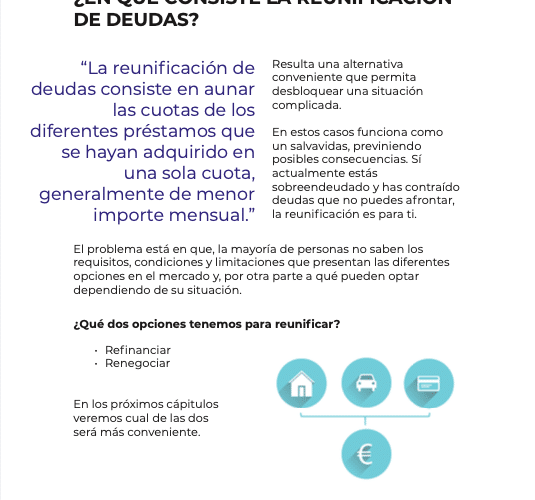 ¿EN QUÉ CONSISTE LA REUNIFICACIÓN
DE DEUDAS?
“La reunificación de
deudas consiste en aunar
las cuotas de los
diferentes préstamos que
se hayan adquirido en
una sola cuota,
generalmente de menor
importe mensual.”
Resulta una alternativa
conveniente que permita
desbloquear una situación
complicada.
En estos casos funciona como
un salvavidas, previniendo
posibles consecuencias. Sí
actualmente estás
sobreendeudado y has contraído
deudas que no puedes afrontar,
la reunificación es para ti.
El problema está en que, la mayoría de personas no saben los
requisitos, condiciones y limitaciones que presentan las diferentes
opciones en el mercado y, por otra parte a qué pueden optar
dependiendo de su situación.
¿Qué dos opciones tenemos para reunificar?
• Refinanciar
• Renegociar
En los próximos cápitulos
veremos cual de las dos
será más conveniente.
€